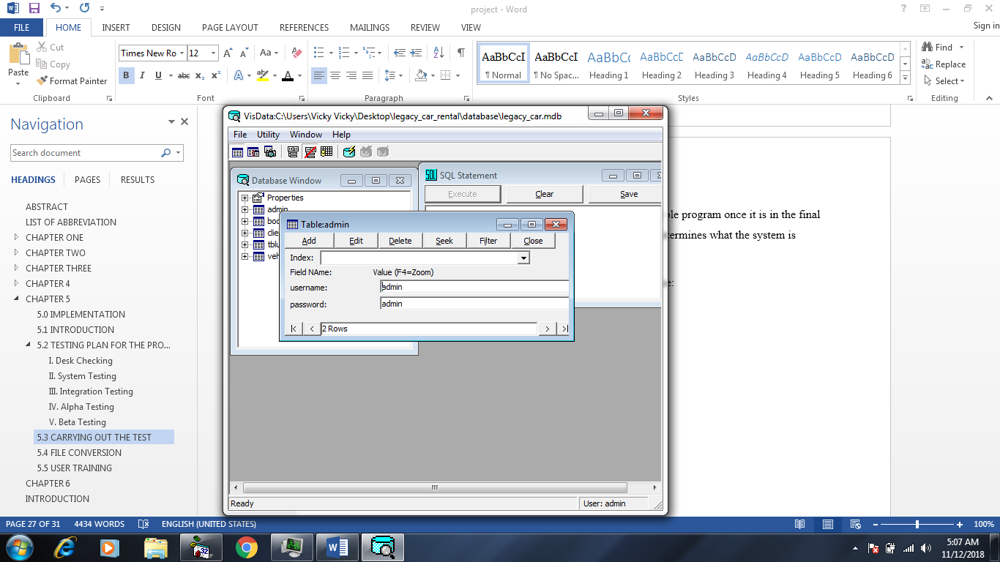 project - Word
Sign in
FILE HOME INSERT DESIGN PAGE LAYOUT REFERENCES MAILINGS REVIEW VIEW
Paste
Cut
Copy
Format Painter
Clipboard
Times New Ro 12
Aa
B I U abc x₂ x² A ab A
Font
Paragraph
AaBbCcI AaBbCcI AaBbCc AaBbCcD AaBbCcD AaBbCcD AaBbCcD AaBbCcD
¶ Normal ¶ No Spac... Heading 1 Heading 2 Heading 3 Heading 4 Heading 5 Heading 6
Styles
Find
Replace
Select
Editing
Navigation
Search document
HEADINGS PAGES RESULTS
ABSTRACT
LIST OF ABBREVIATION
CHAPTER ONE
CHAPTER TWO
CHAPTER THREE
CHAPTER 4
CHAPTER 5
5.0 IMPLEMENTATION
5.1 INTRODUCTION
5.2 TESTING PLAN FOR THE PRO...
I. Desk Checking
II. System Testing
III. Integration Testing
IV. Alpha Testing
V. Beta Testing
5.3 CARRYING OUT THE TEST
5.4 FILE CONVERSION
5.5 USER TRAINING
CHAPTER 6
INTRODUCTION
VisData:C:\Users\Vicky Vicky\Desktop\legacy_car_rental\database\legacy_car.mdb
File Utility Window Help
Database Window
Properties
admin
boo
clie
tblu
veh
SQL Statement
Execute Clear Save
Table:admin
Add Edit Delete Seek Filter Close
Index:
Field NAme: Value (F4=Zoom)
username: admin
password: admin
2 Rows
Ready
User: admin
ple program once it is in the final
termines what the system is
e:
PAGE 27 OF 31 4434 WORDS ENGLISH (UNITED STATES)
100%
5:07 AM
11/12/2018